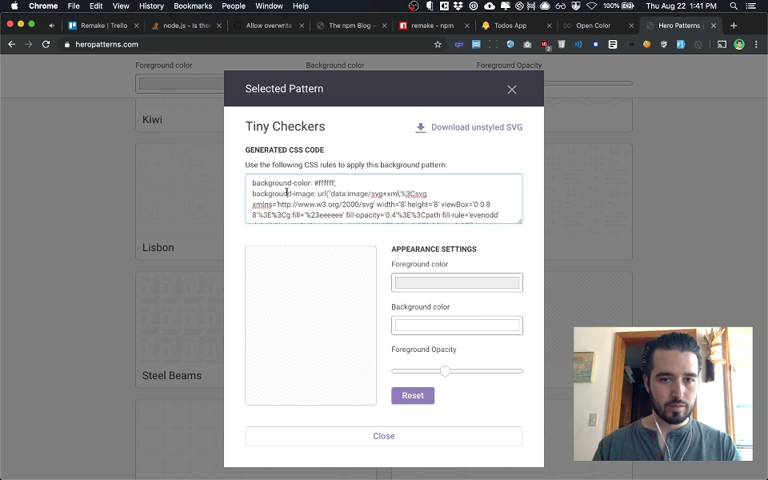 Chrome File Edit View History Bookmarks People Window Help
100% Thu Aug 22 1:41 PM
Remake | Trello
node.js - Is ther
Allow overwrite
The npm Blog –
remake - npm
Todos App
Open Color
Hero Patterns
heropatterns.com
Foreground color
Background color
Foreground Opacity
Kiwi
Lisbon
Steel Beams
Selected Pattern
Tiny Checkers
Download unstyled SVG
GENERATED CSS CODE
Use the following CSS rules to apply this background pattern:
background-color: #ffffff;
background-image: url("data:image/svg+xml,%3Csvg
xmlns='http://www.w3.org/2000/svg' width='8' height='8' viewBox='0 0 8
8'%3E%3Cg fill='%23eeeeee' fill-opacity='0.4'%3E%3Cpath fill-rule='evenodd'
APPEARANCE SETTINGS
Foreground color
Background color
Foreground Opacity
Reset
Close